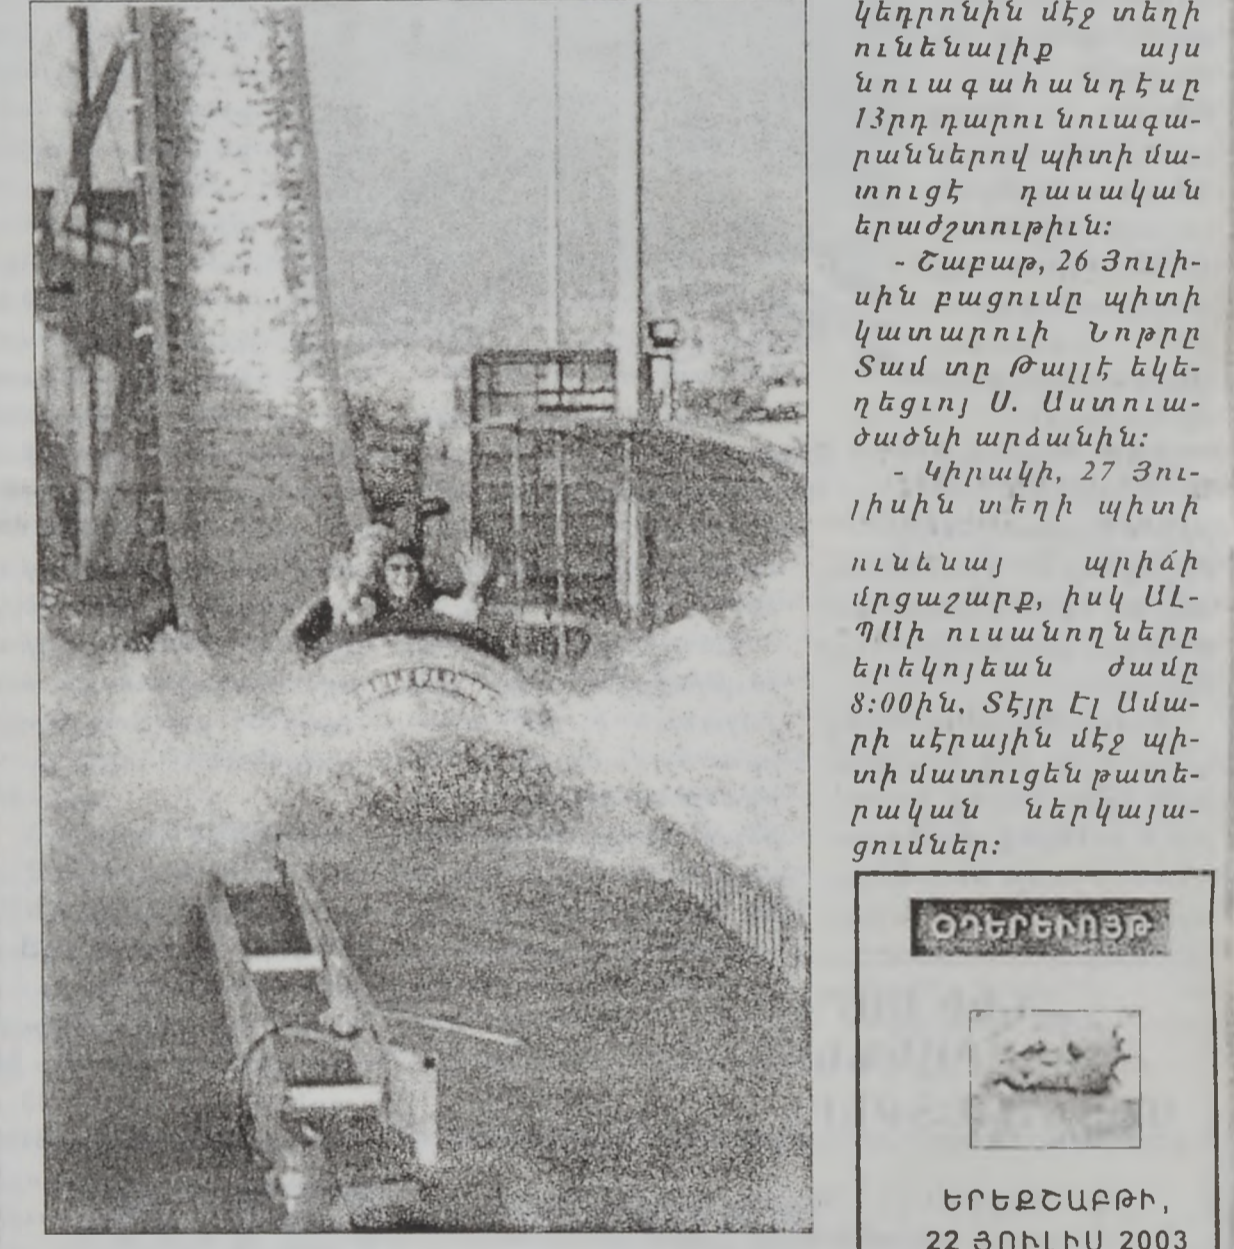 կեդրոնին մէջ տեղի
ունենալիք այս
նուագահանդէսը
13րդ դարու նուագա-
րաններով պիտի մա-
տուցէ դասական
երաժշտութիւն:
- Շաբաթ, 26 Յուլի-
սին բացումը պիտի
կատարուի Նոթրը
Տամ տը Թալլէ եկե-
ղեցւոյ Ս. Աստուա-
ծածնի արձանին:
- Կիրակի, 27 Յու-
լիսին տեղի պիտի
ունենայ պրիճի
մրցաշարք, իսկ ԱԼ-
ՊԱի ուսանողները
երեկոյեան ժամը
8:00ին, Տէյր Էլ Ամա-
րի սէրային մէջ պի-
տի մատուցեն թատե-
րական ներկայա-
ցումներ:
ՕԴԵՐԵՒՈՅԹ
ԵՐԵՔՇԱԲԹԻ,
22 ՅՈՒԼԻՍ 2003